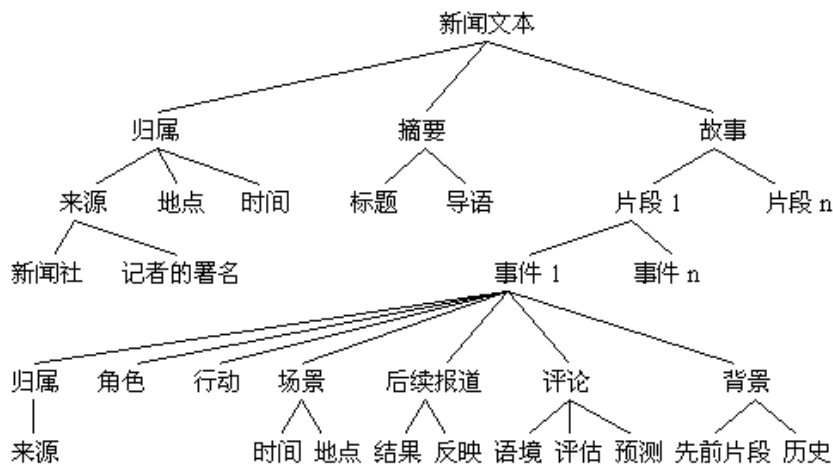 新闻文本
归属 摘要 故事
来源 地点 时间 标题 导语 片段 1 片段 n
新闻社 记者的署名 事件 1 事件 n
归属 角色 行动 场景 后续报道 评论 背景
来源 时间 地点 结果 反映 语境 评估 预测 先前片段 历史